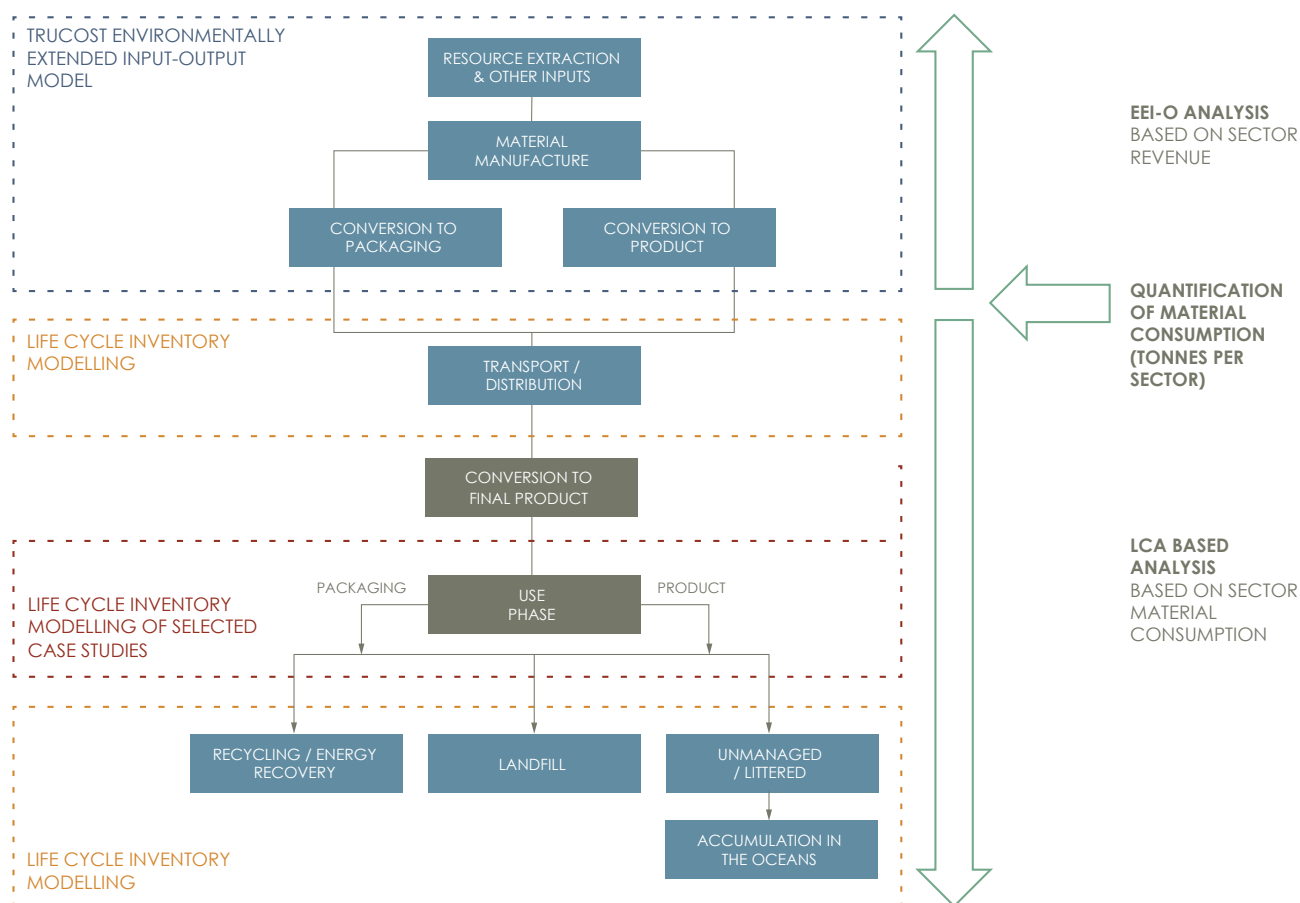 TRUCOST ENVIRONMENTALLY
EXTENDED INPUT-OUTPUT
MODEL
RESOURCE EXTRACTION
& OTHER INPUTS
MATERIAL
MANUFACTURE
CONVERSION TO
PACKAGING
CONVERSION TO
PRODUCT
EEI-O ANALYSIS
BASED ON SECTOR
REVENUE
QUANTIFICATION
OF MATERIAL
CONSUMPTION
(TONNES PER
SECTOR)
LIFE CYCLE INVENTORY
MODELLING
TRANSPORT /
DISTRIBUTION
CONVERSION TO
FINAL PRODUCT
LIFE CYCLE INVENTORY
MODELLING OF SELECTED
CASE STUDIES
PACKAGING
USE
PHASE
PRODUCT
LCA BASED
ANALYSIS
BASED ON SECTOR
MATERIAL
CONSUMPTION
RECYCLING / ENERGY
RECOVERY
LANDFILL
UNMANAGED
/ LITTERED
ACCUMULATION IN
THE OCEANS
LIFE CYCLE INVENTORY
MODELLING